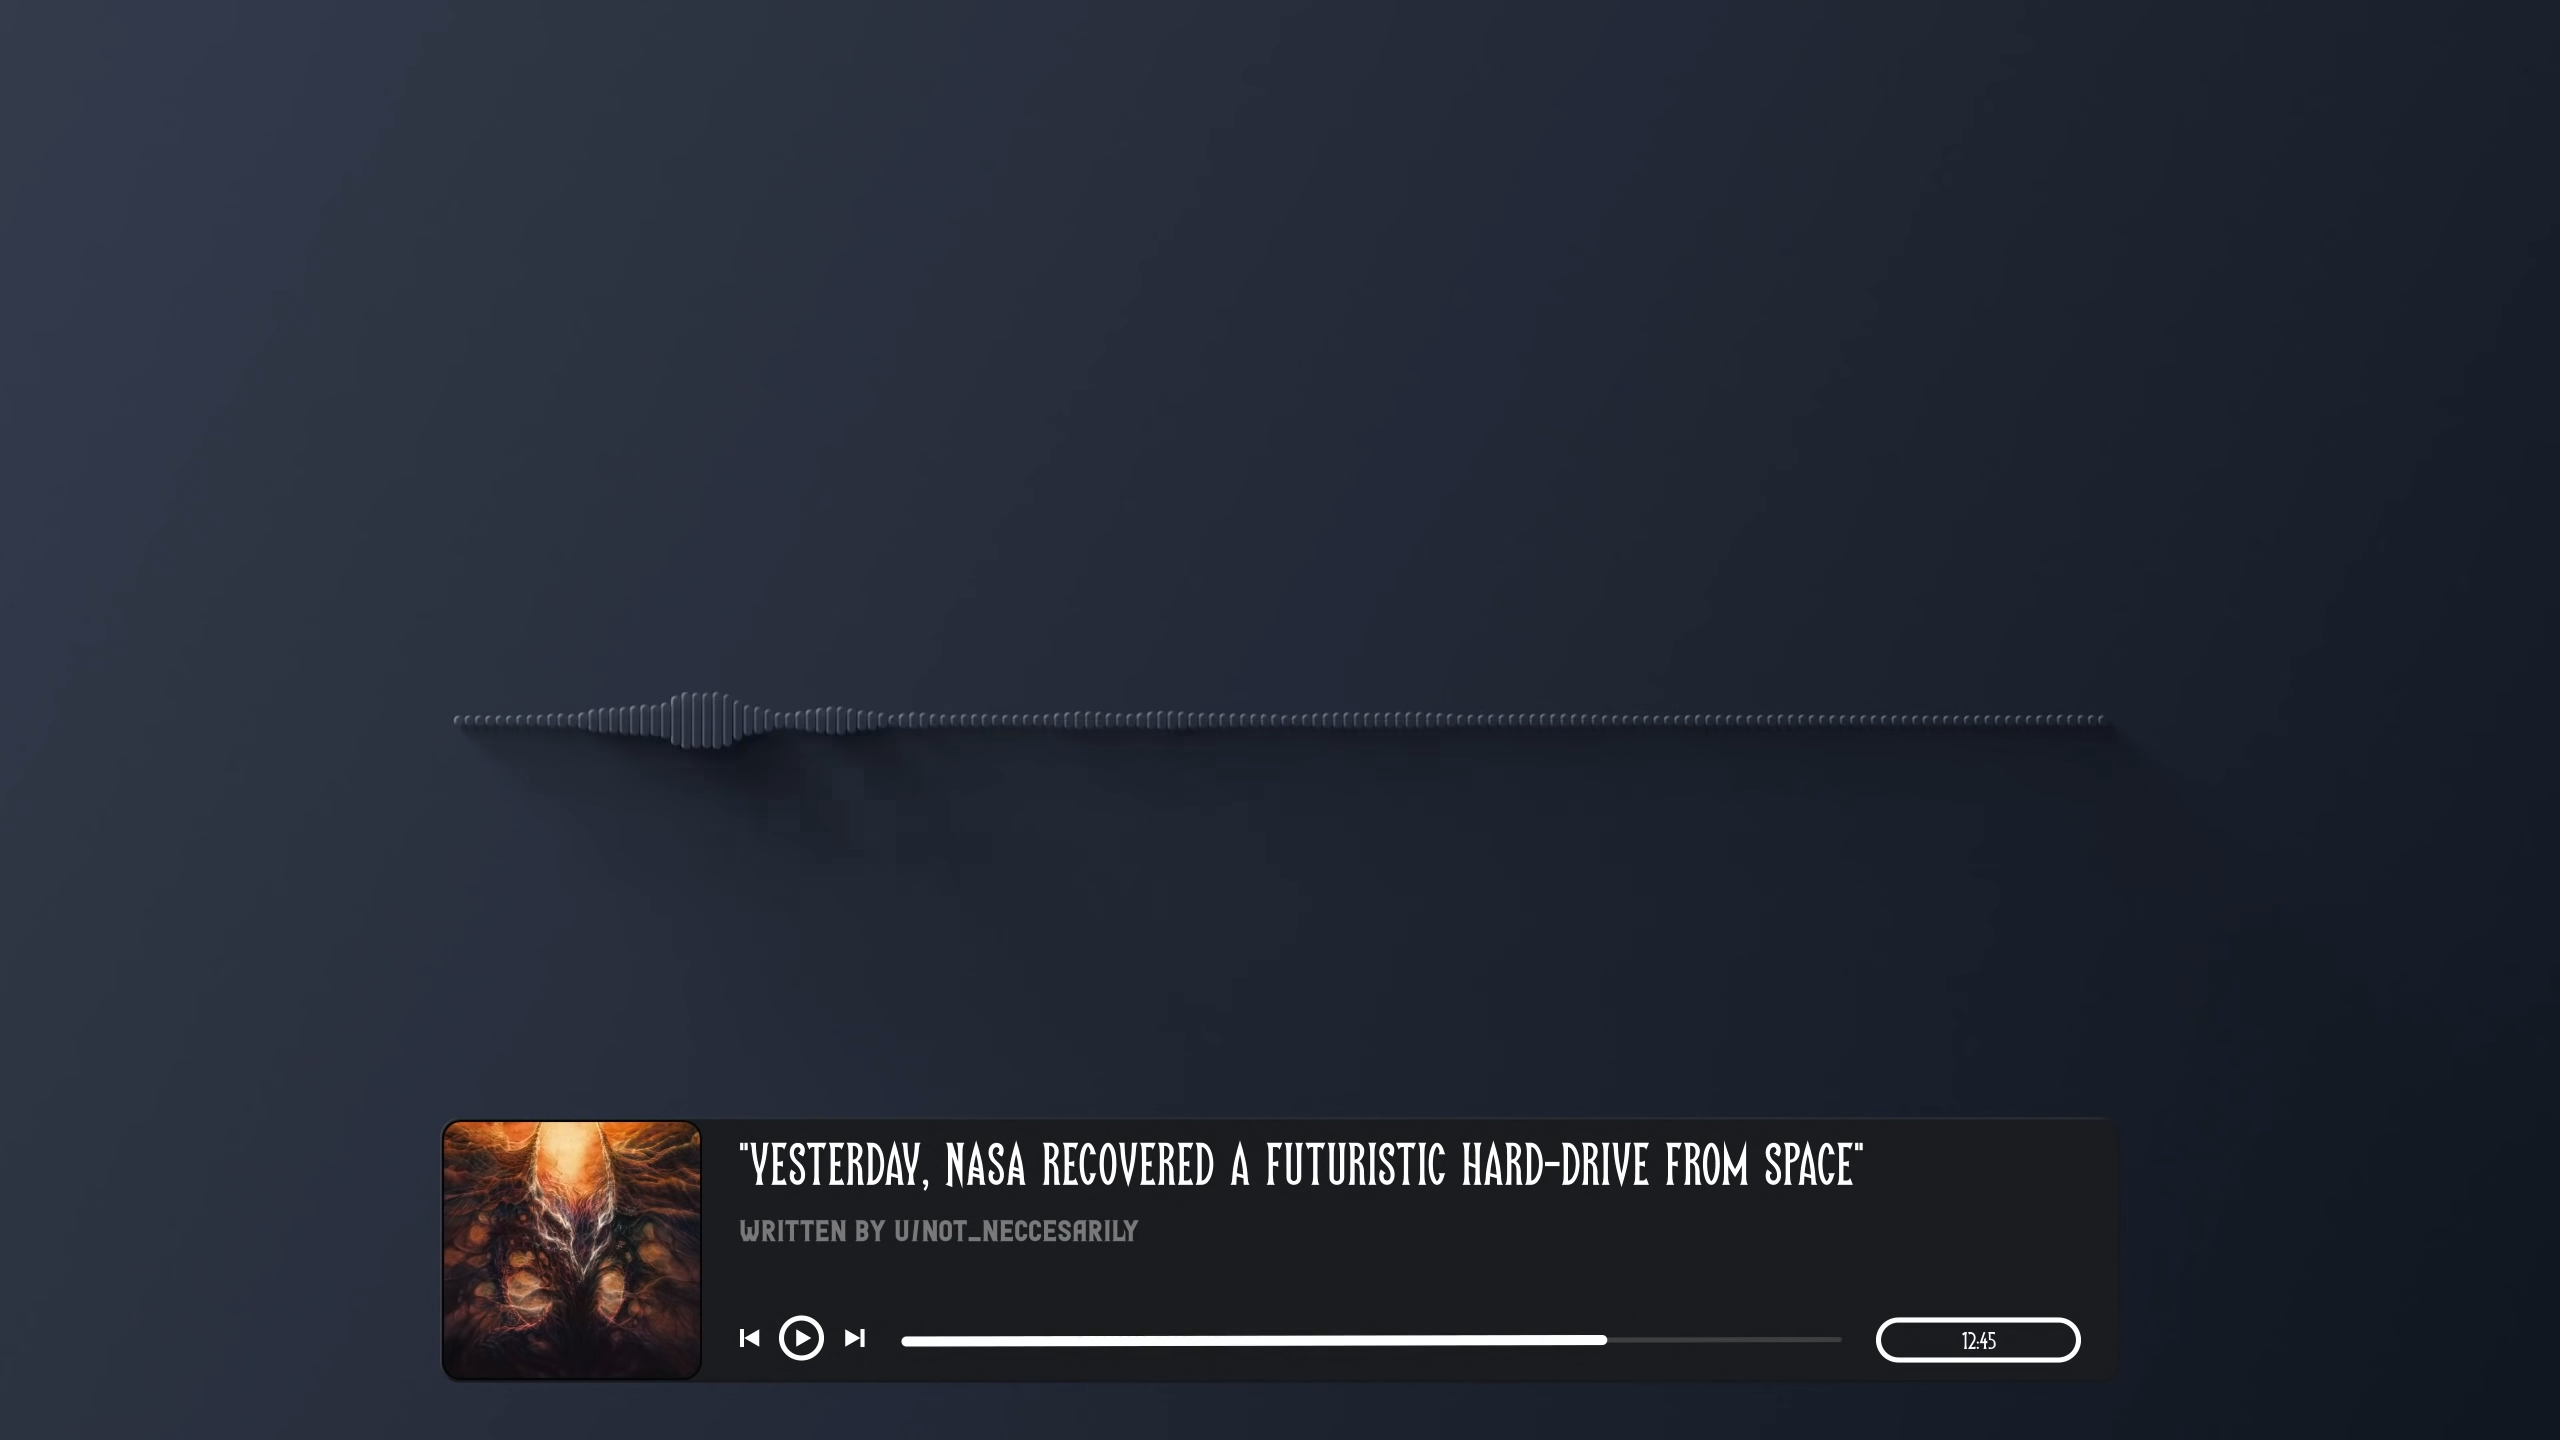 "YESTERDAY, NASA RECOVERED A FUTURISTIC HARD-DRIVE FROM SPACE"
WRITTEN BY U/NOT_NECCESARILY
12:45